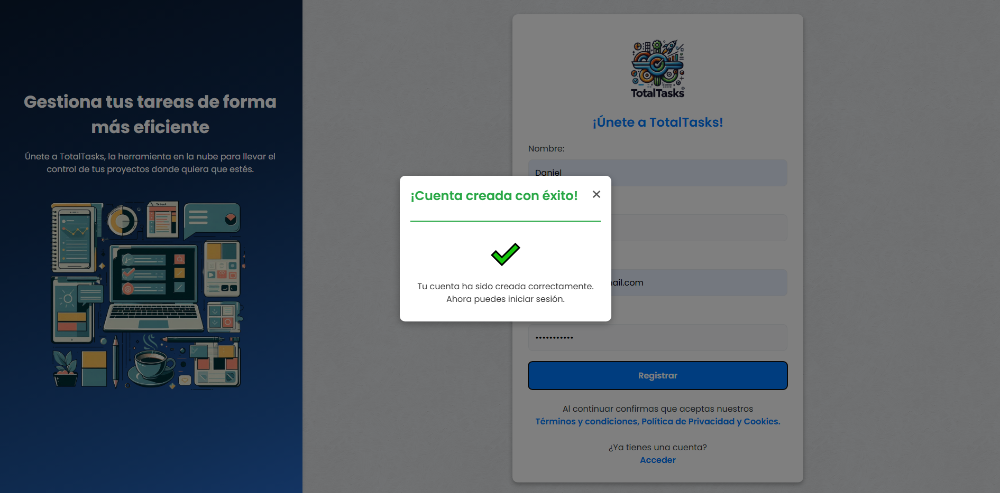 Gestiona tus tareas de forma
más eficiente
Únete a TotalTasks, la herramienta en la nube para llevar el
control de tus proyectos donde quiera que estés.
TotalTasks®
¡Únete a TotalTasks!
Nombre:
Daniel
¡Cuenta creada con éxito!
Tu cuenta ha sido creada correctamente.
Ahora puedes iniciar sesión.
ail.com
•••••••••••
Registrar
Al continuar confirmas que aceptas nuestros
Términos y condiciones, Política de Privacidad y Cookies.
¿Ya tienes una cuenta?
Acceder